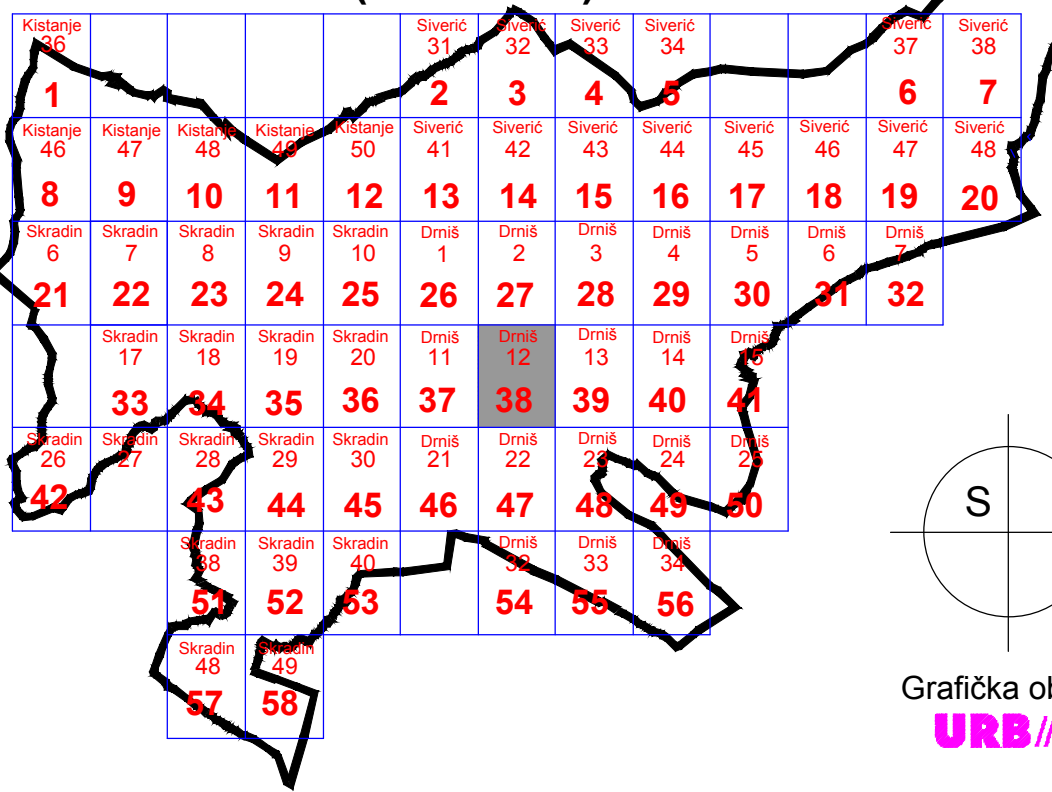 Kistanje Siverić Siverić Siverić Siverić Siverić Siverić
36 31 32 33 34 37 38
1 2 3 4 5 6 7
Kistanje Kistanje Kistanje Kistanje Kistanje Siverić Siverić Siverić Siverić Siverić Siverić Siverić Siverić
46 47 48 49 50 41 42 43 44 45 46 47 48
8 9 10 11 12 13 14 15 16 17 18 19 20
Skradin Skradin Skradin Skradin Skradin Drniš Drniš Drniš Drniš Drniš Drniš Drniš
6 7 8 9 10 1 2 3 4 5 6 7
21 22 23 24 25 26 27 28 29 30 31 32
Skradin Skradin Skradin Skradin Drniš Drniš Drniš Drniš Drniš
17 18 19 20 11 12 13 14 15
33 34 35 36 37 38 39 40 41
Skradin Skradin Skradin Skradin Skradin Drniš Drniš Drniš Drniš Drniš
26 27 28 29 30 21 22 23 24 25
42 43 44 45 46 47 48 49 50
Skradin Skradin Skradin Drniš Drniš Drniš
38 39 40 32 33 34
51 52 53 54 55 56
Skradin Skradin
48 49
57 58
S
Grafička ob
URB//